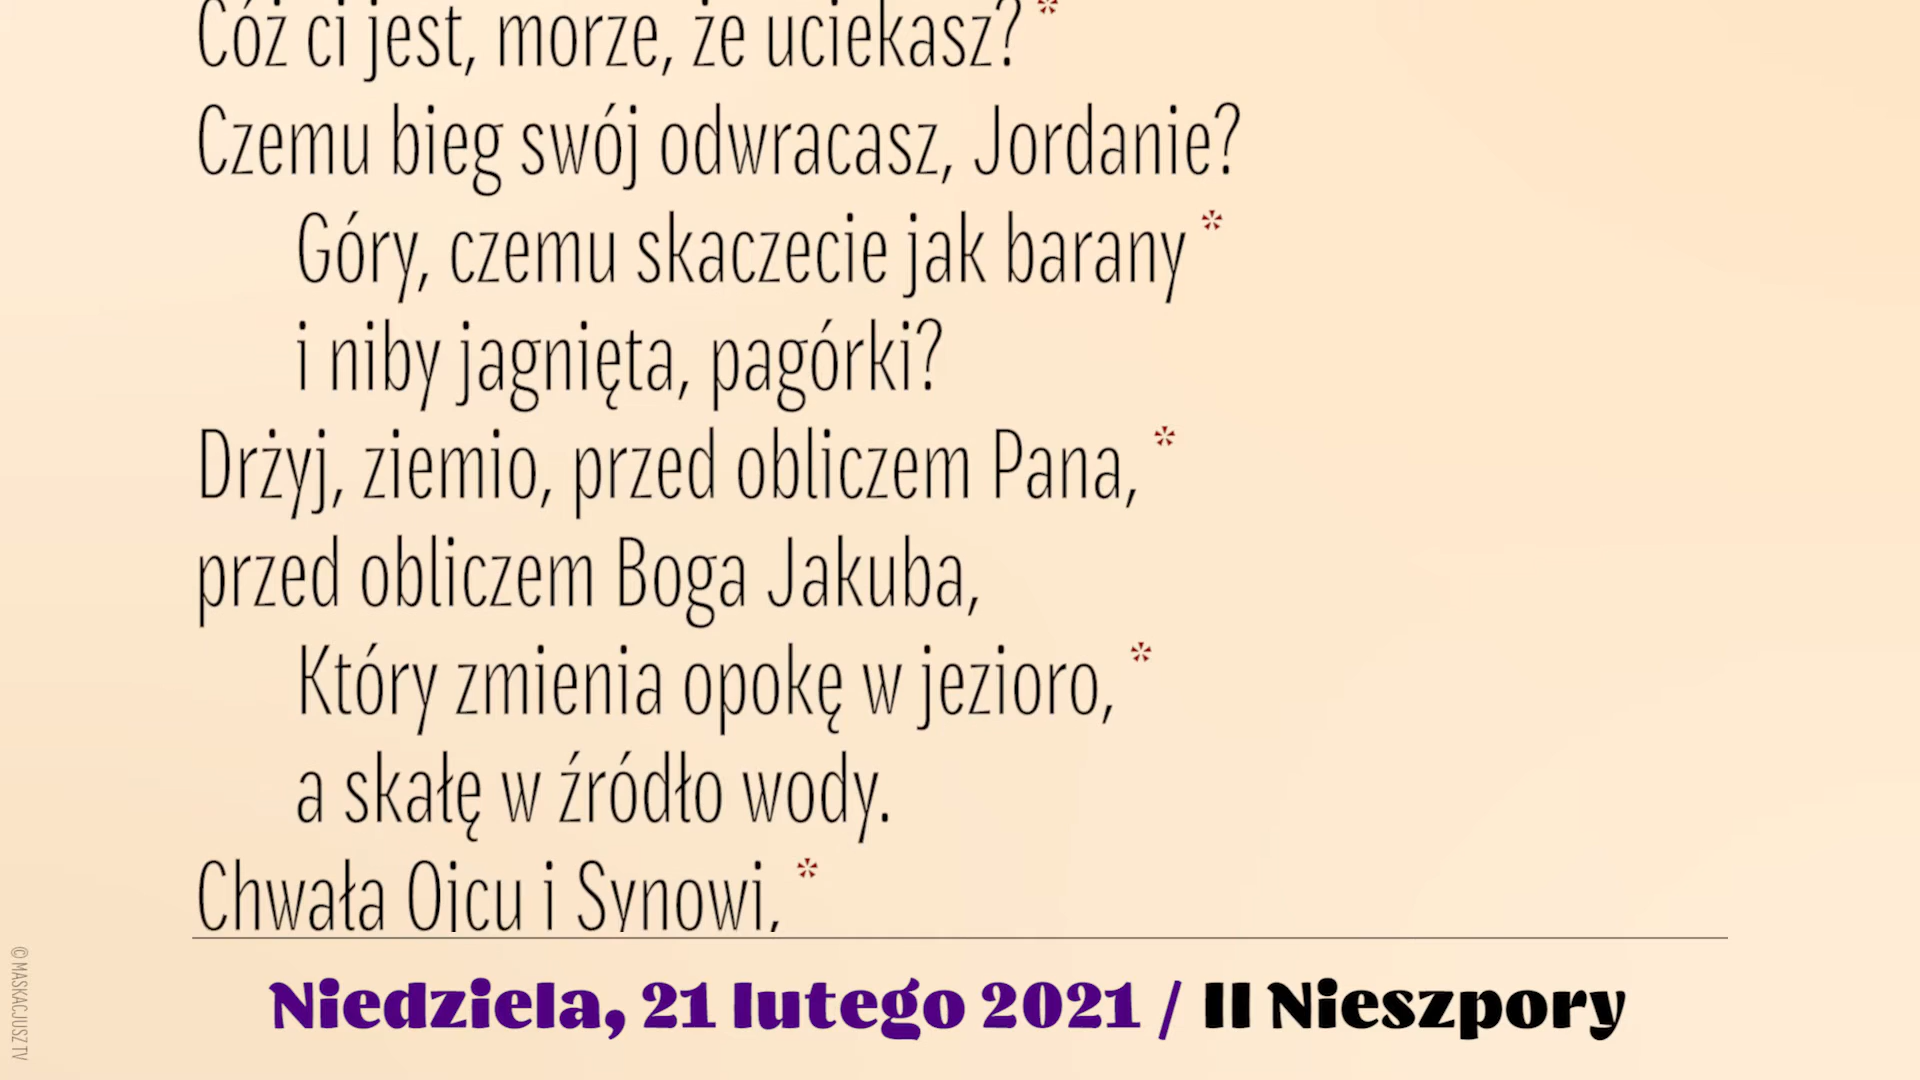 Cóż ci jest, morze, że uciekasz? *
Czemu bieg swój odwracasz, Jordanie?
Góry, czemu skaczecie jak barany *
i niby jagnięta, pagórki?
Drżyj, ziemio, przed obliczem Pana, *
przed obliczem Boga Jakuba,
Który zmienia opokę w jezioro, *
a skałę w źródło wody.
Chwała Ojcu i Synowi, *
Niedziela, 21 lutego 2021 / II Nieszpory
© MASKACJUSZ TV